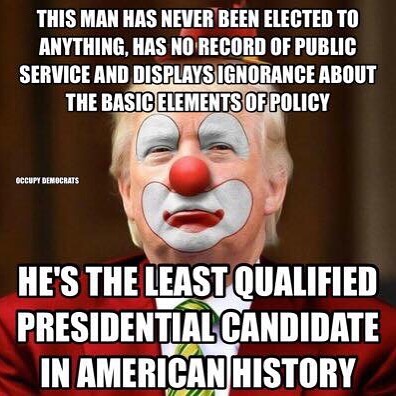 THIS MAN HAS NEVER BEEN ELECTED TO
ANYTHING, HAS NO RECORD OF PUBLIC
SERVICE AND DISPLAYS IGNORANCE ABOUT
THE BASIC ELEMENTS OF POLICY
OCCUPY DEMOCRATS
HE'S THE LEAST QUALIFIED
PRESIDENTIAL CANDIDATE
IN AMERICAN HISTORY